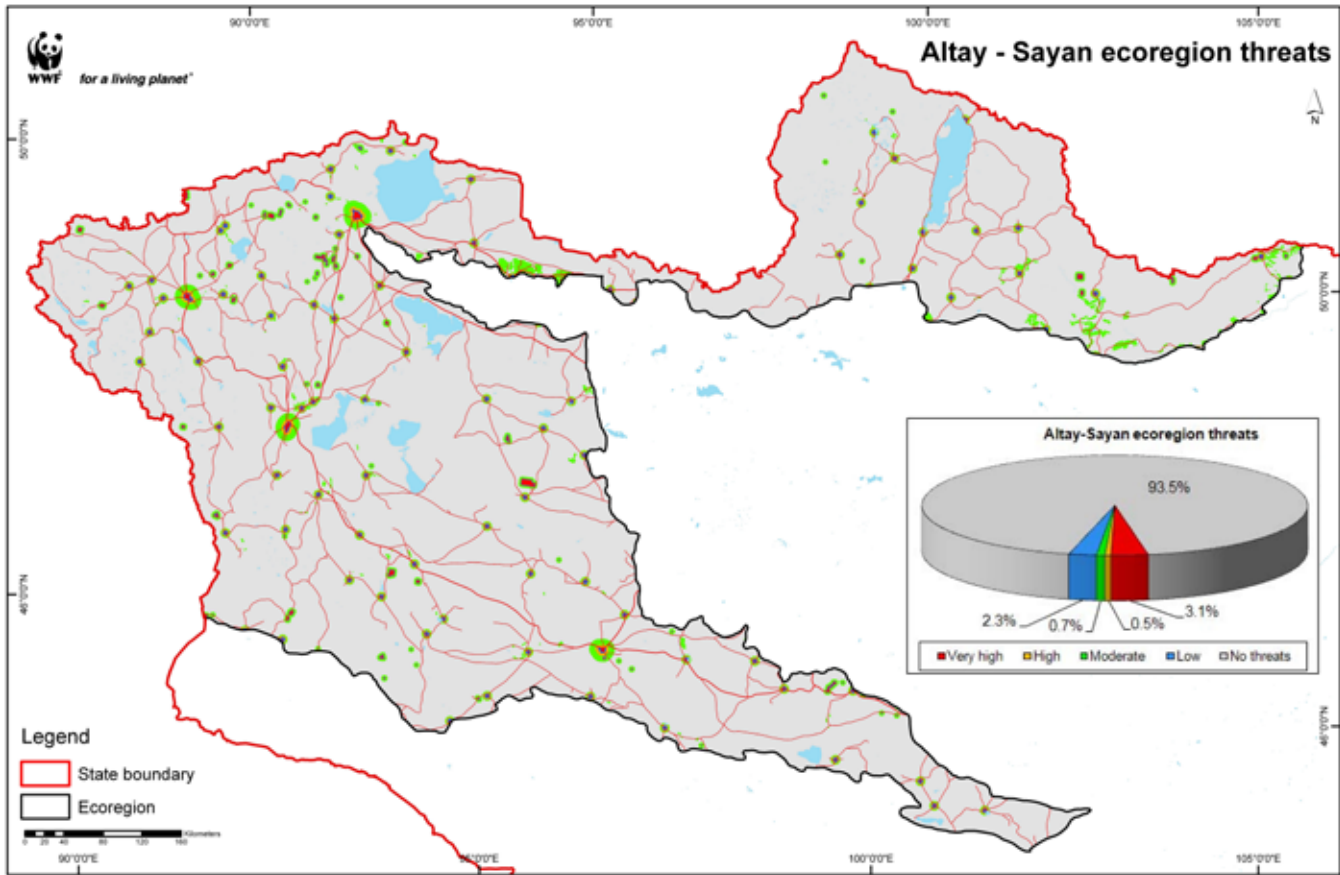 90°0'0"E 95°0'0"E 100°0'0"E 105°0'0"E
Altay - Sayan ecoregion threats
WWF for a living planet®
N
50°0'0"N
50°0'0"N
Altay-Sayan ecoregion threats
93.5%
2.3% 0.7% 0.5% 3.1%
Very high High Moderate Low No threats
46°0'0"N
46°0'0"N
Legend
State boundary
Ecoregion
0 20 40 80 120 160 Kilometers
90°0'0"E 95°0'0"E 100°0'0"E 105°0'0"E